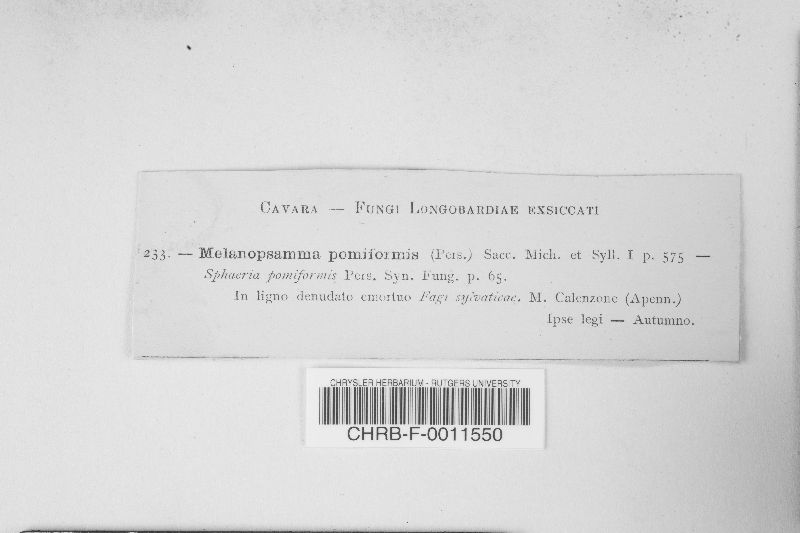 Cavara — Fungi Longobardiae exsiccati
233. — Melanopsamma pomiformis (Pers.) Sacc. Mich. et Syll. I p. 575 —
Sphaeria pomiformis Pers. Syn. Fung. p. 65.
In ligno denudato emortuo Fagi sylvaticae. M. Calenzone (Apenn.)
Ipse legi — Autumno.
CHRYSLER HERBARIUM - RUTGERS UNIVERSITY
CHRB-F-0011550